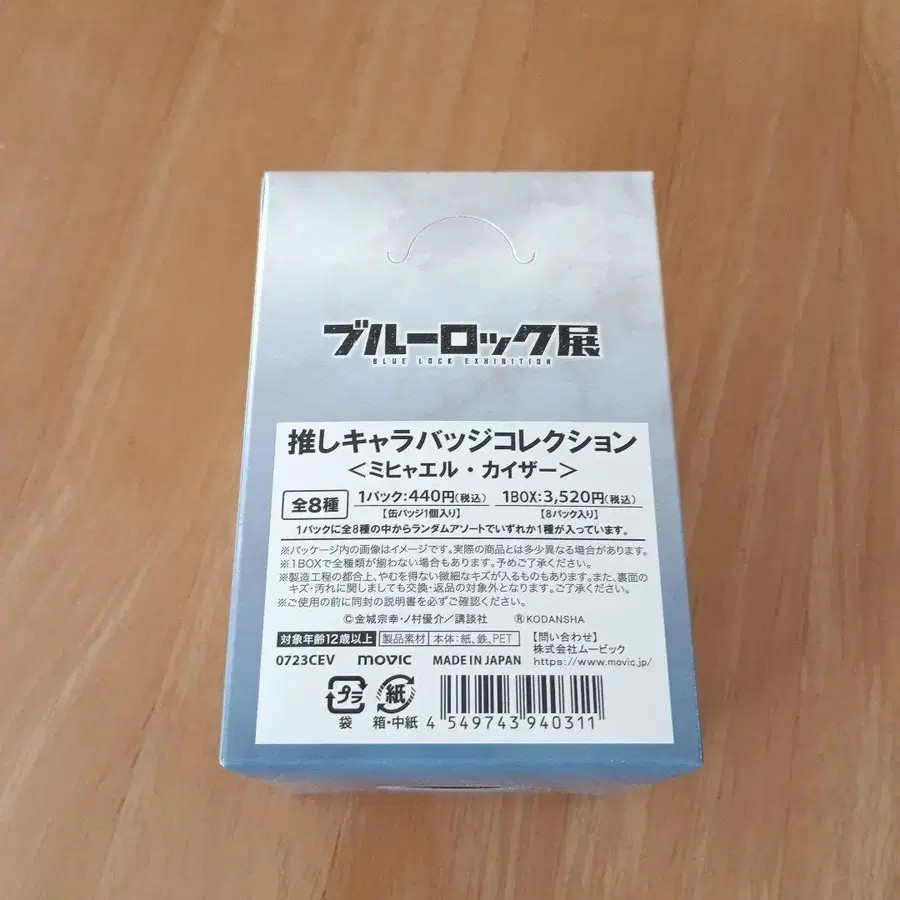 ブルーロック展
BLUE LOCK EXHIBITION
推しキャラバッジコレクション
＜ミヒャエル・カイザー＞
全8種 1パック:440円(税込) 1BOX:3,520円(税込)
【缶バッジ1個入り】 【8パック入り】
1パックに全8種の中からランダムアソートでいずれか1種が入っています。
※パッケージ内の画像はイメージです。実際の商品とは多少異なる場合があります。
※1BOXで全種類が揃わない場合もあります。予めご了承ください。
※製造工程の都合上、やむを得ない微細なキズが入るものもあります。また、裏面の
キズ・汚れに関しましても交換・返品の対象外となります。ご了承ください。
※ご使用の前に同封の説明書を必ずご確認ください。
©金城宗幸・ノ村優介／講談社 ®KODANSHA
対象年齢12歳以上 製品素材 本体:紙、鉄、PET 【問い合わせ】
株式会社ムービック
0723CEV movic MADE IN JAPAN https://www.movic.jp/
プラ 紙
袋 箱・中紙 4 549743 940311